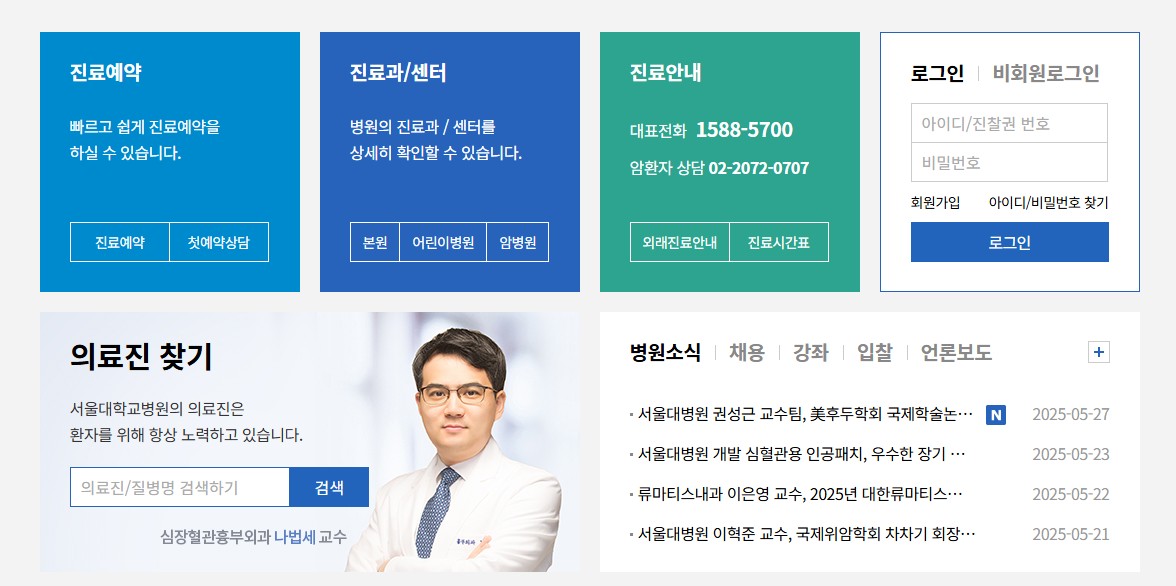 진료예약
빠르고 쉽게 진료예약을
하실 수 있습니다.
진료예약
첫예약상담
진료과/센터
병원의 진료과 / 센터를
상세히 확인할 수 있습니다.
본원
어린이병원
암병원
진료안내
대표전화 1588-5700
암환자 상담 02-2072-0707
외래진료안내
진료시간표
로그인
비회원로그인
아이디/진찰권 번호
비밀번호
회원가입
아이디/비밀번호 찾기
로그인
의료진 찾기
서울대학교병원의 의료진은
환자를 위해 항상 노력하고 있습니다.
의료진/질병명 검색하기
검색
심장혈관흉부외과 나법세 교수
병원소식
채용
강좌
입찰
언론보도
+
서울대병원 권성근 교수팀, 美후두학회 국제학술논··· N 2025-05-27
서울대병원 개발 심혈관용 인공패치, 우수한 장기 ··· 2025-05-23
류마티스내과 이은영 교수, 2025년 대한류마티스··· 2025-05-22
서울대병원 이혁준 교수, 국제위암학회 차차기 회장··· 2025-05-21